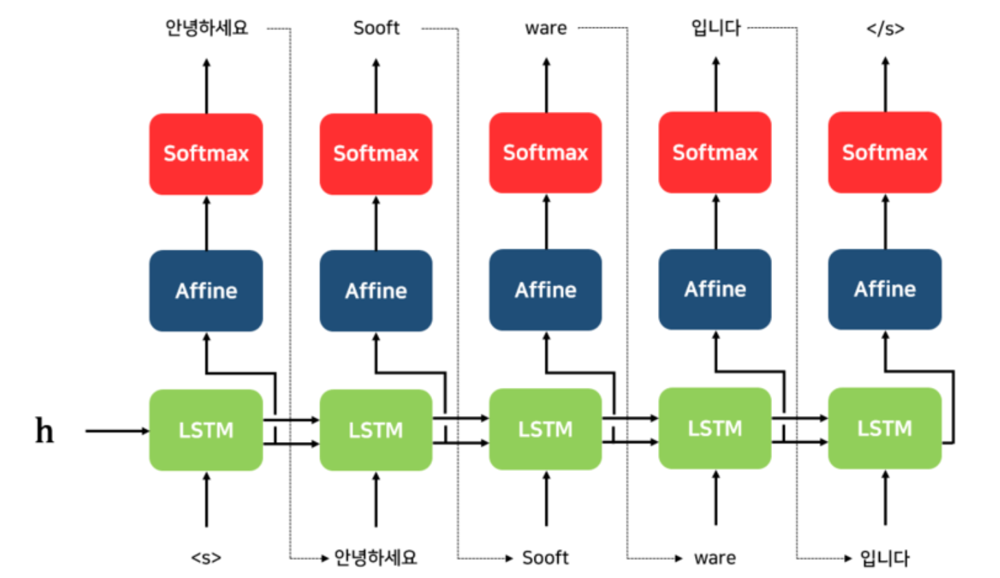 안녕하세요 Sooft ware 입니다 </s>
Softmax Softmax Softmax Softmax Softmax
Affine Affine Affine Affine Affine
h LSTM LSTM LSTM LSTM LSTM
<s> 안녕하세요 Sooft ware 입니다